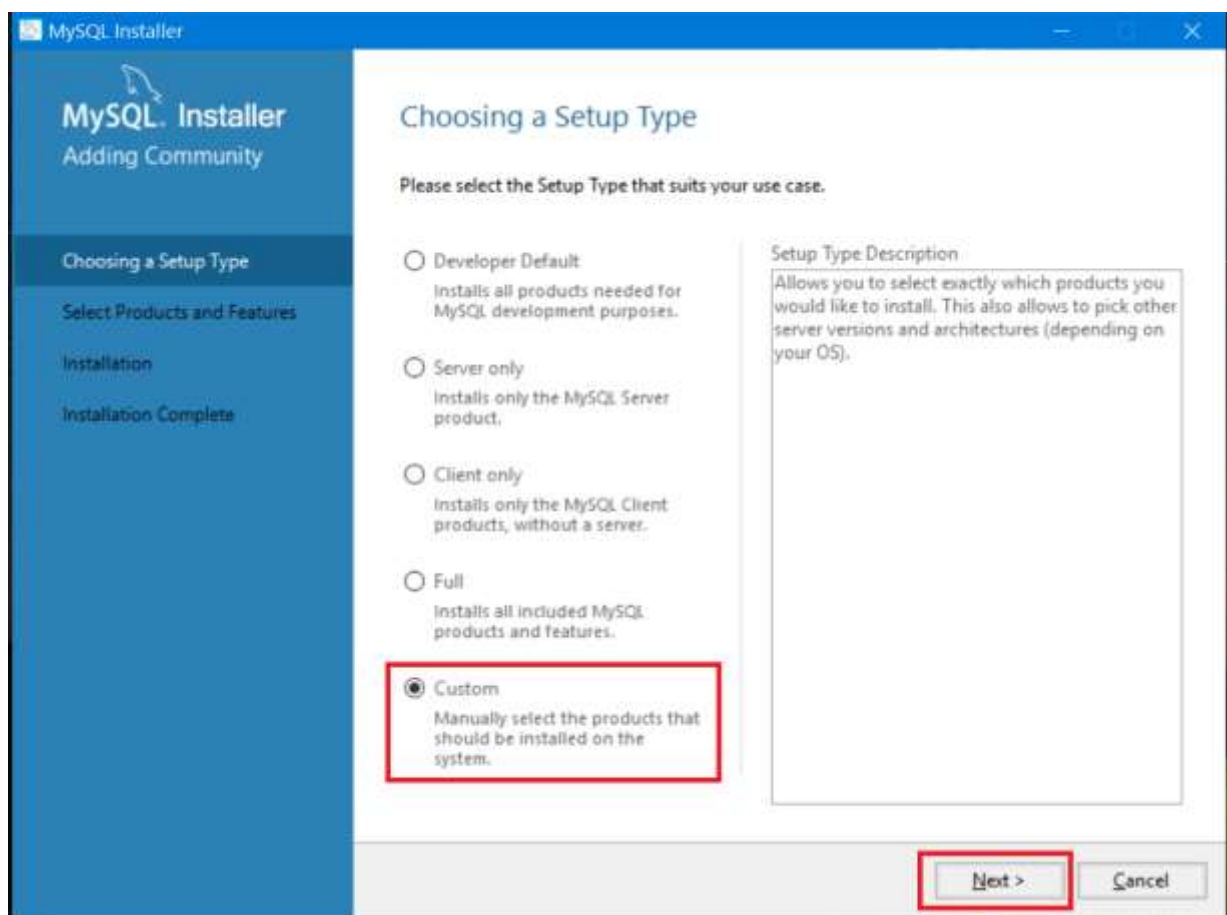 MySQL Installer
MySQL. Installer
Adding Community
Choosing a Setup Type
Select Products and Features
Installation
Installation Complete
Choosing a Setup Type
Please select the Setup Type that suits your use case.
Developer Default
Installs all products needed for
MySQL development purposes.
Server only
Installs only the MySQL Server
product.
Client only
Installs only the MySQL Client
products, without a server.
Full
Installs all included MySQL
products and features.
Custom
Manually select the products that
should be installed on the
system.
Setup Type Description
Allows you to select exactly which products you
would like to install. This also allows to pick other
server versions and architectures (depending on
your OS).
Next >
Cancel